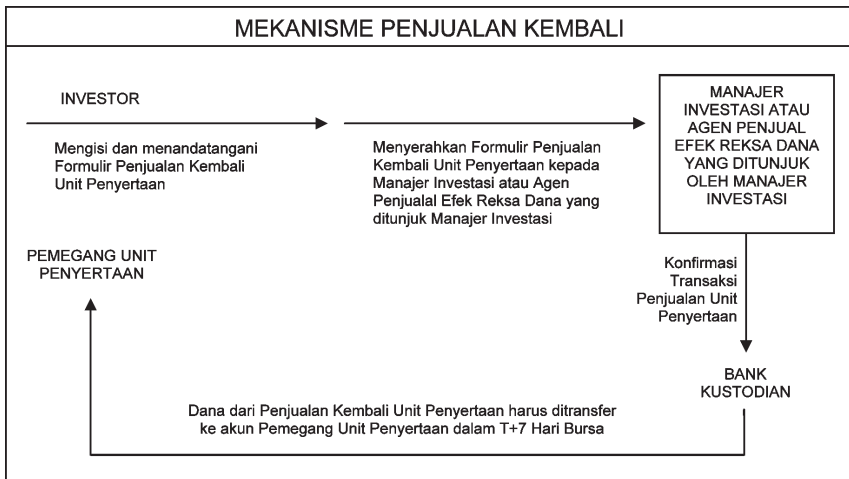 MEKANISME PENJUALAN KEMBALI
INVESTOR
Mengisi dan menandatangani
Formulir Penjualan Kembali
Unit Penyertaan
Menyerahkan Formulir Penjualan
Kembali Unit Penyertaan kepada
Manajer Investasi atau Agen
Penjualal Efek Reksa Dana yang
ditunjuk Manajer Investasi
MANAJER
INVESTASI ATAU
AGEN PENJUAL
EFEK REKSA DANA
YANG DITUNJUK
OLEH MANAJER
INVESTASI
PEMEGANG UNIT
PENYERTAAN
Konfirmasi
Transaksi
Penjualan Unit
Penyertaan
BANK
KUSTODIAN
Dana dari Penjualan Kembali Unit Penyertaan harus ditransfer
ke akun Pemegang Unit Penyertaan dalam T+7 Hari Bursa